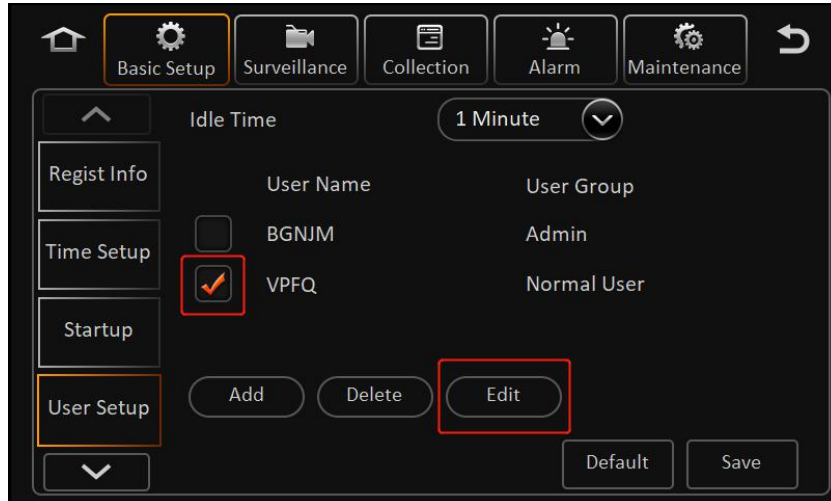 Basic Setup Surveillance Collection Alarm Maintenance
Idle Time 1 Minute
Regist Info
User Name User Group
BGNJM Admin
Time Setup
VPFQ Normal User
Startup
Add Delete Edit
User Setup
Default Save